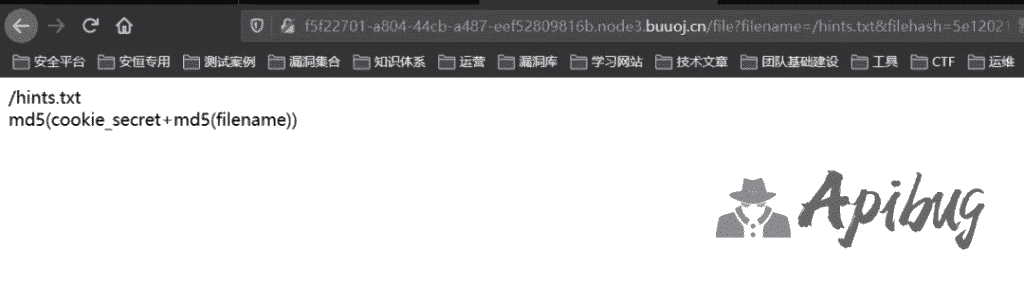 f5f22701-a804-44cb-a487-eef52809816b.node3.buuoj.cn/file?filename=/hints.txt&filehash=5e12021
安全平台 安恒专用 测试案例 漏洞集合 知识体系 运营 漏洞库 学习网站 技术文章 团队基础建设 工具 CTF 运维
/hints.txt
md5(cookie_secret+md5(filename))
Apibug